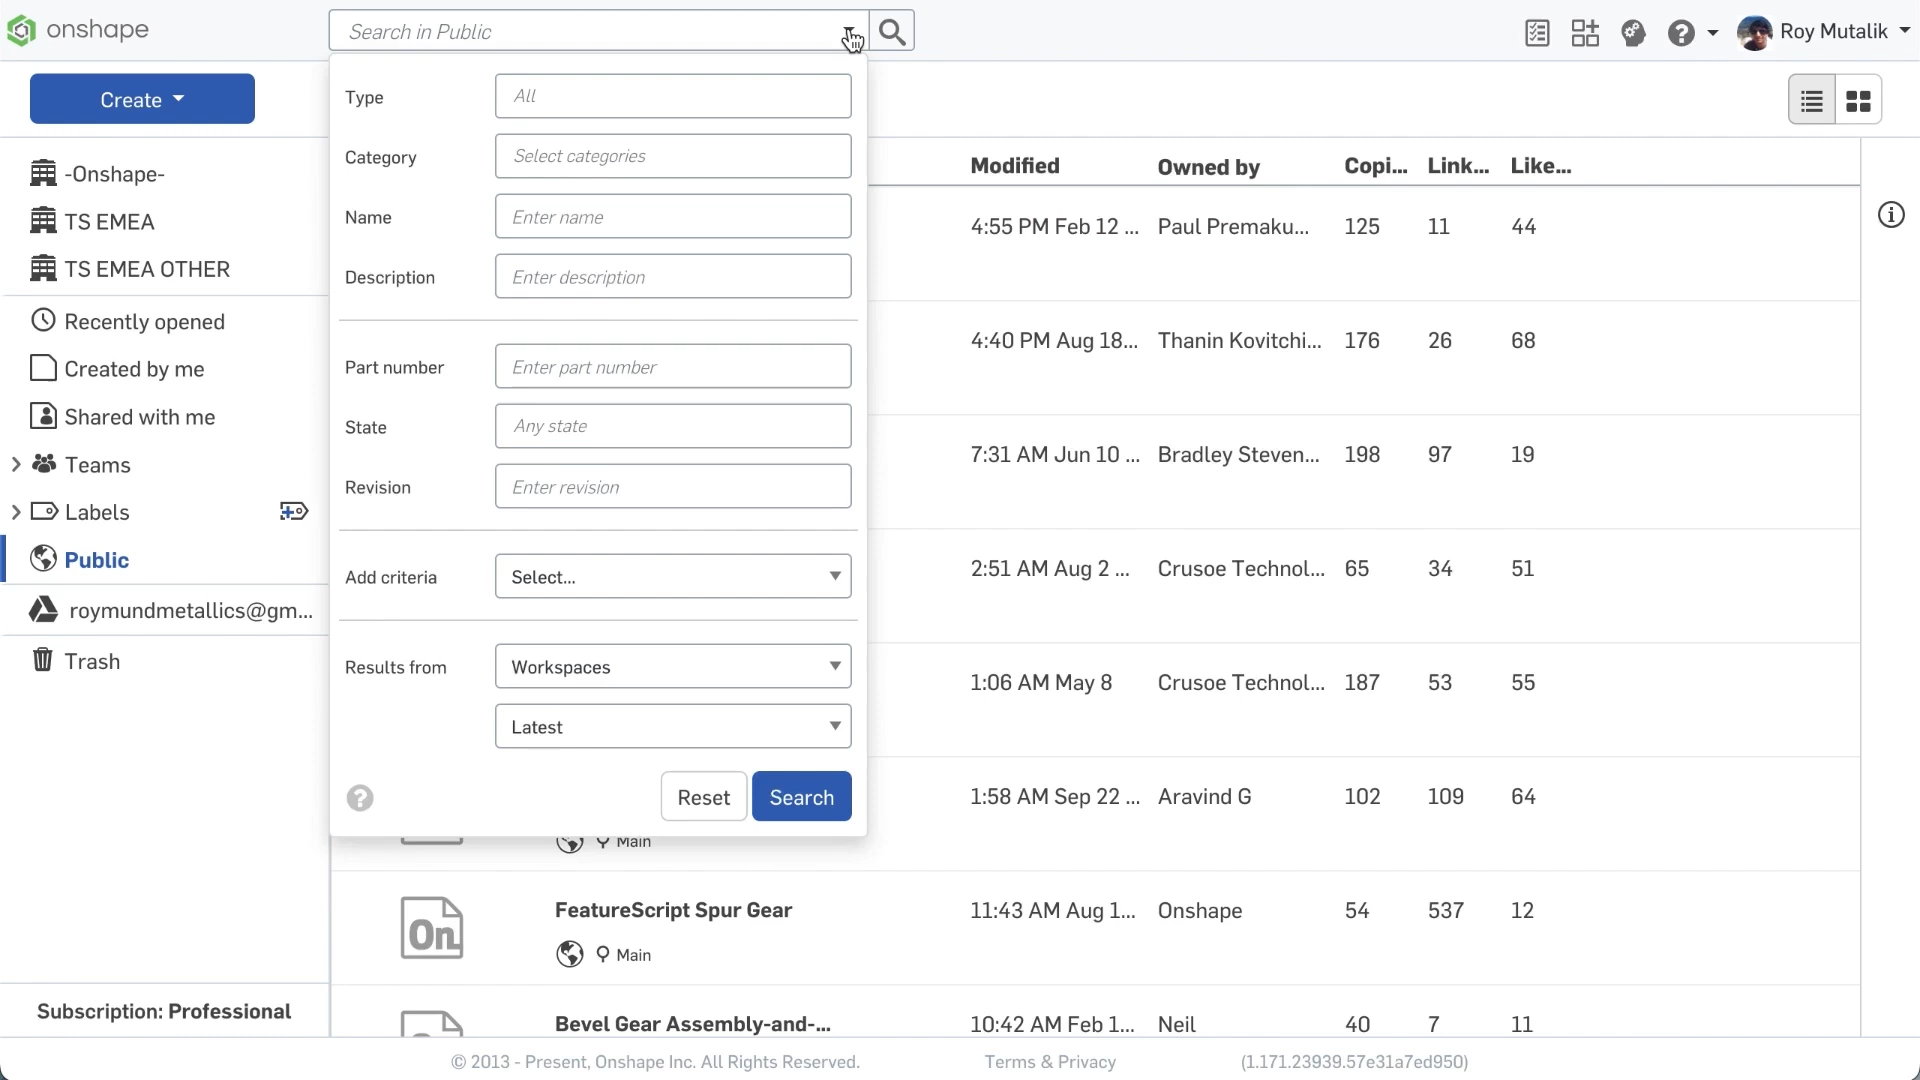 onshape
Search in Public
Roy Mutalik
Create
Type
All
Category
Select categories
Name
Enter name
Description
Enter description
Part number
Enter part number
State
Any state
Revision
Enter revision
Add criteria
Select...
Results from
Workspaces
Latest
Reset
Search
-Onshape-
TS EMEA
TS EMEA OTHER
Recently opened
Created by me
Shared with me
Teams
Labels
Public
roymundmetallics@gm...
Trash
Subscription: Professional
Modified Owned by Copi... Link... Like...
4:55 PM Feb 12 ... Paul Premaku... 125 11 44
4:40 PM Aug 18... Thanin Kovitchi... 176 26 68
7:31 AM Jun 10 ... Bradley Steven... 198 97 19
2:51 AM Aug 2 ... Crusoe Technol... 65 34 51
1:06 AM May 8 Crusoe Technol... 187 53 55
1:58 AM Sep 22 ... Aravind G 102 109 64
Main
On
FeatureScript Spur Gear 11:43 AM Aug 1... Onshape 54 537 12
Main
Bevel Gear Assembly-and-... 10:42 AM Feb 1... Neil 40 7 11
© 2013 - Present, Onshape Inc. All Rights Reserved. Terms & Privacy (1.171.23939.57e31a7ed950)